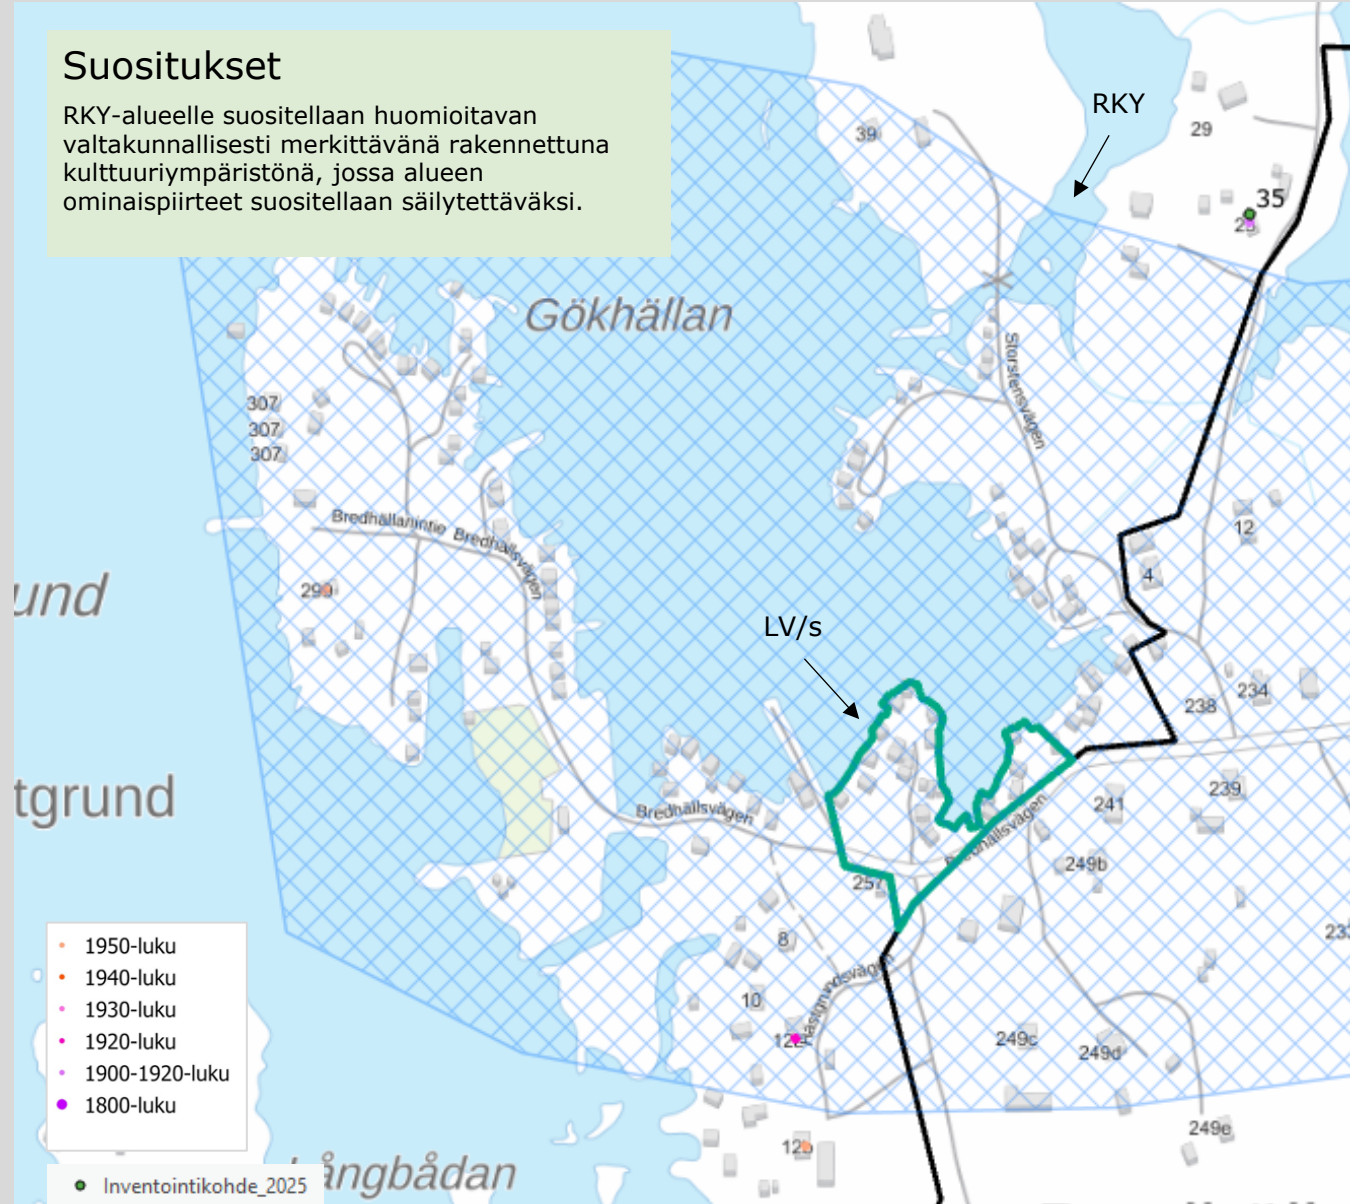 Suositukset
RKY-alueelle suositellaan huomioitavan
valtakunnallisesti merkittävänä rakennettuna
kulttuuriympäristönä, jossa alueen
ominaispiirteet suositellaan säilytettäväksi.
RKY
39
29
35
Gökhällan
Storstensvägen
307
307
307
Bredhällanintie Bredhällsvägen
12
4
und
299
LV/s
234
238
tgrund
Bredhällsvägen
239
241
Bredhällsvägen
249b
257
8
10
249c
249d
249e
1950-luku
1940-luku
1930-luku
1920-luku
1900-1920-luku
1800-luku
Inventointikohde_2025
ångbådan